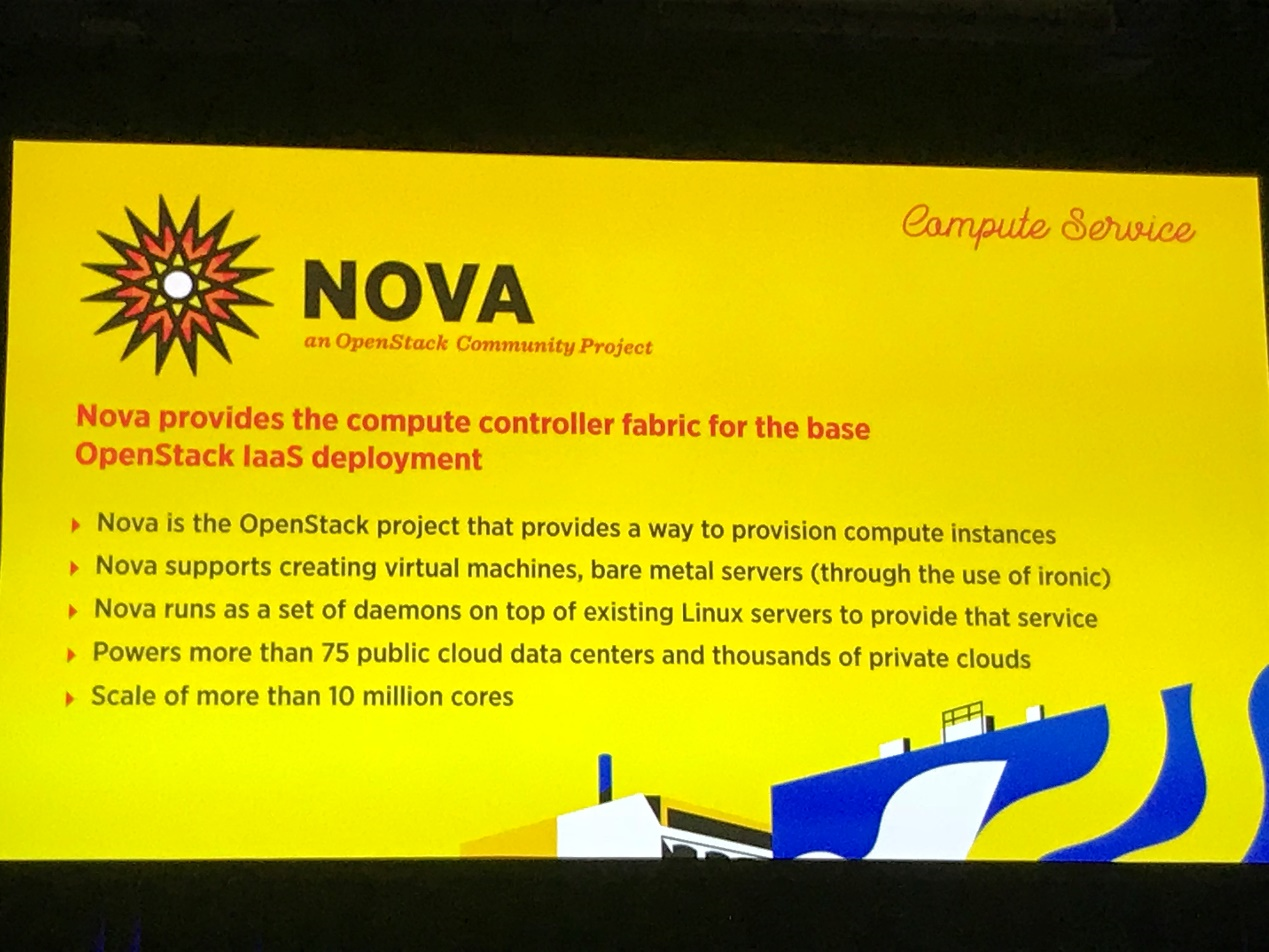 Compute Service
NOVA
an OpenStack Community Project
Nova provides the compute controller fabric for the base
OpenStack IaaS deployment
Nova is the OpenStack project that provides a way to provision compute instances
Nova supports creating virtual machines, bare metal servers (through the use of ironic)
Nova runs as a set of daemons on top of existing Linux servers to provide that service
Powers more than 75 public cloud data centers and thousands of private clouds
Scale of more than 10 million cores